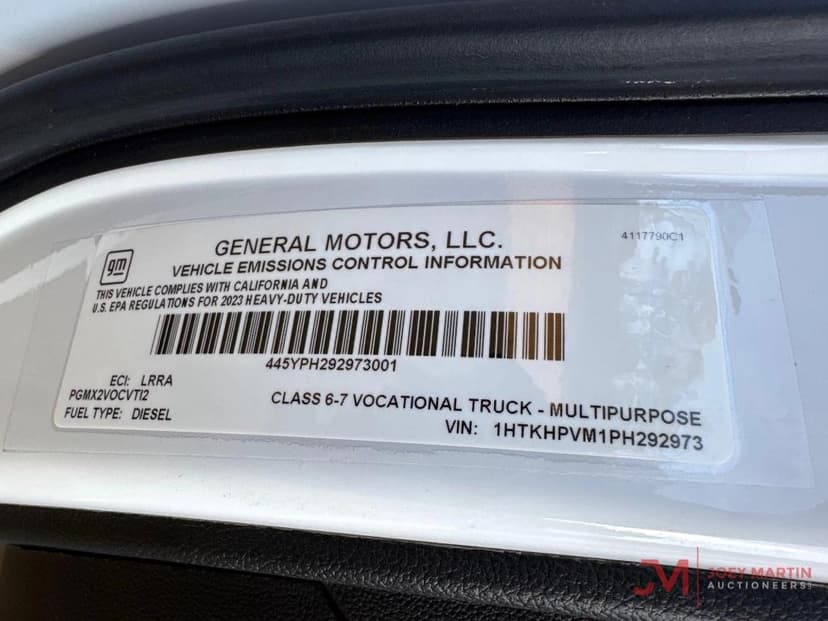 gm
GENERAL MOTORS, LLC.
4117790C1
VEHICLE EMISSIONS CONTROL INFORMATION
THIS VEHICLE COMPLIES WITH CALIFORNIA AND
U.S. EPA REGULATIONS FOR 2023 HEAVY-DUTY VEHICLES
445YPH292973001
ECI: LRRA
PGMX2VOCVTI2
FUEL TYPE: DIESEL
CLASS 6-7 VOCATIONAL TRUCK - MULTIPURPOSE
VIN: 1HTKHPVM1PH292973
JM
JOEY MARTIN
AUCTIONEERS